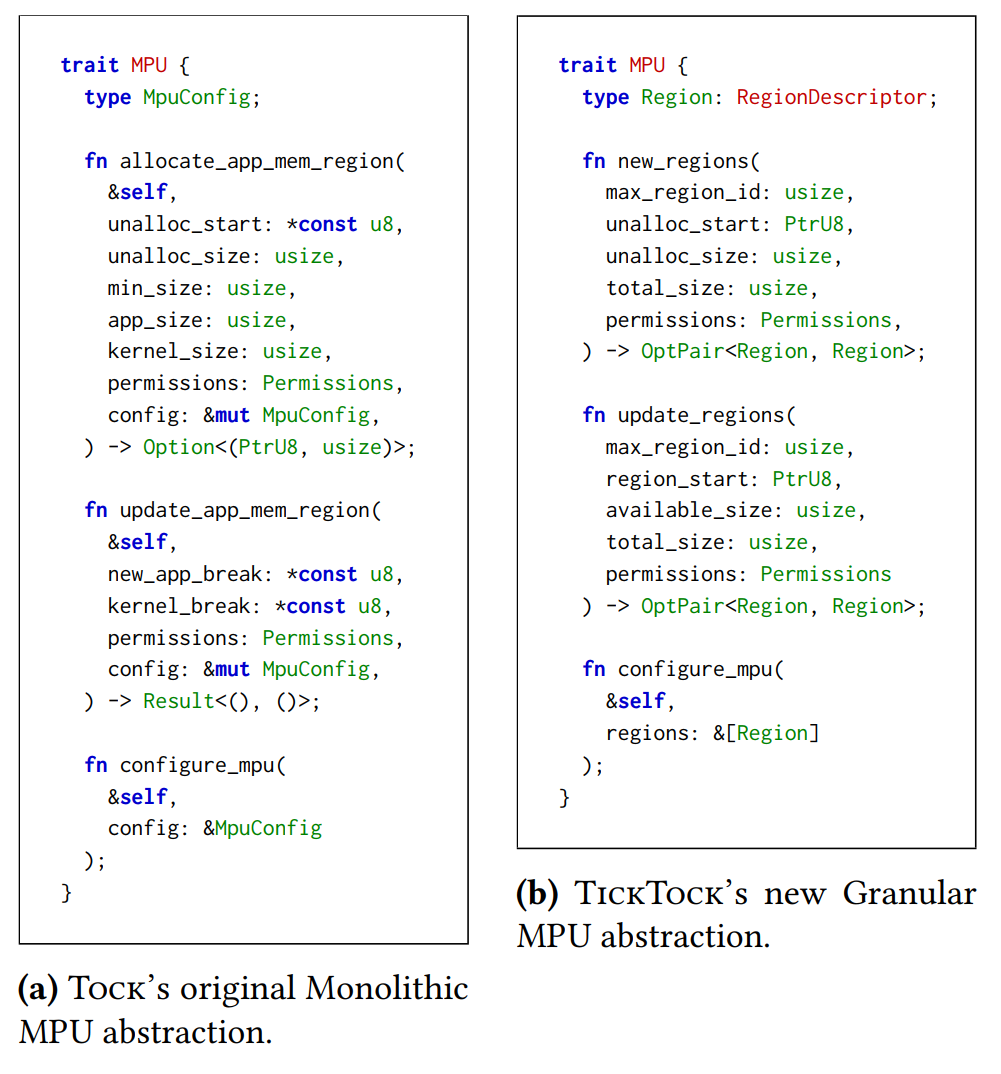 trait MPU {
type MpuConfig;
fn allocate_app_mem_region(
&self,
unalloc_start: *const u8,
unalloc_size: usize,
min_size: usize,
app_size: usize,
kernel_size: usize,
permissions: Permissions,
config: &mut MpuConfig,
) -> Option<(PtrU8, usize)>;
fn update_app_mem_region(
&self,
new_app_break: *const u8,
kernel_break: *const u8,
permissions: Permissions,
config: &mut MpuConfig,
) -> Result<(), ()>;
fn configure_mpu(
&self,
config: &MpuConfig
);
}
(a) TOCK's original Monolithic
MPU abstraction.
trait MPU {
type Region: RegionDescriptor;
fn new_regions(
max_region_id: usize,
unalloc_start: PtrU8,
unalloc_size: usize,
total_size: usize,
permissions: Permissions,
) -> OptPair<Region, Region>;
fn update_regions(
max_region_id: usize,
region_start: PtrU8,
available_size: usize,
total_size: usize,
permissions: Permissions
) -> OptPair<Region, Region>;
fn configure_mpu(
&self,
regions: &[Region]
);
}
(b) TICKTOCK's new Granular
MPU abstraction.